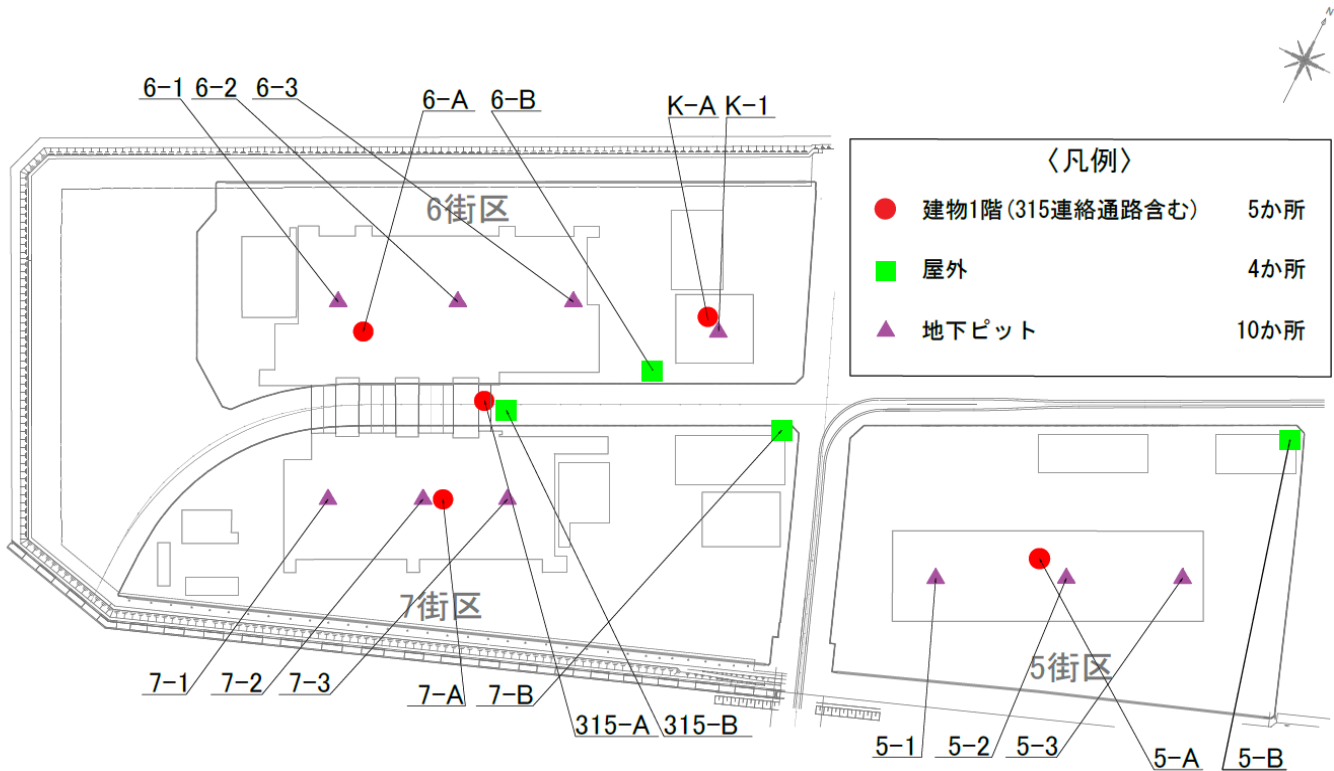 N
6-1 6-2 6-3 6-A 6-B K-A K-1
〈凡例〉
建物1階(315連絡通路含む) 5か所
屋外 4か所
地下ピット 10か所
6街区
7街区
5街区
7-1 7-2 7-3 7-A 7-B
315-A 315-B
5-1 5-2 5-3 5-A 5-B